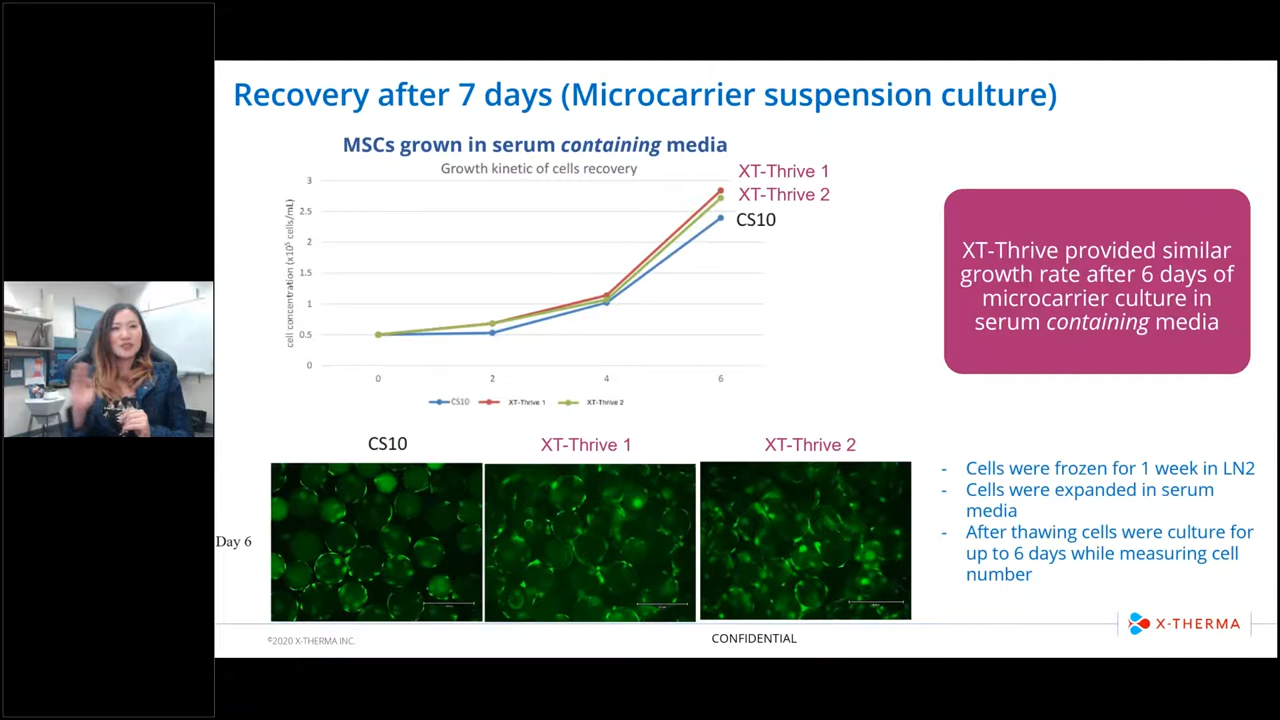 Recovery after 7 days (Microcarrier suspension culture)
MSCs grown in serum containing media
Growth kinetic of cells recovery
XT-Thrive 1
XT-Thrive 2
CS10
cell concentration (x10⁵ cells/mL)
3
2.5
2
1.5
1
0.5
0
0 2 4 6
CS10 XT-Thrive 1 XT-Thrive 2
XT-Thrive provided similar
growth rate after 6 days of
microcarrier culture in
serum containing media
CS10 XT-Thrive 1 XT-Thrive 2
Day 6
- Cells were frozen for 1 week in LN2
- Cells were expanded in serum
media
- After thawing cells were culture for
up to 6 days while measuring cell
number
©2020 X-THERMA INC.
CONFIDENTIAL
X-THERMA